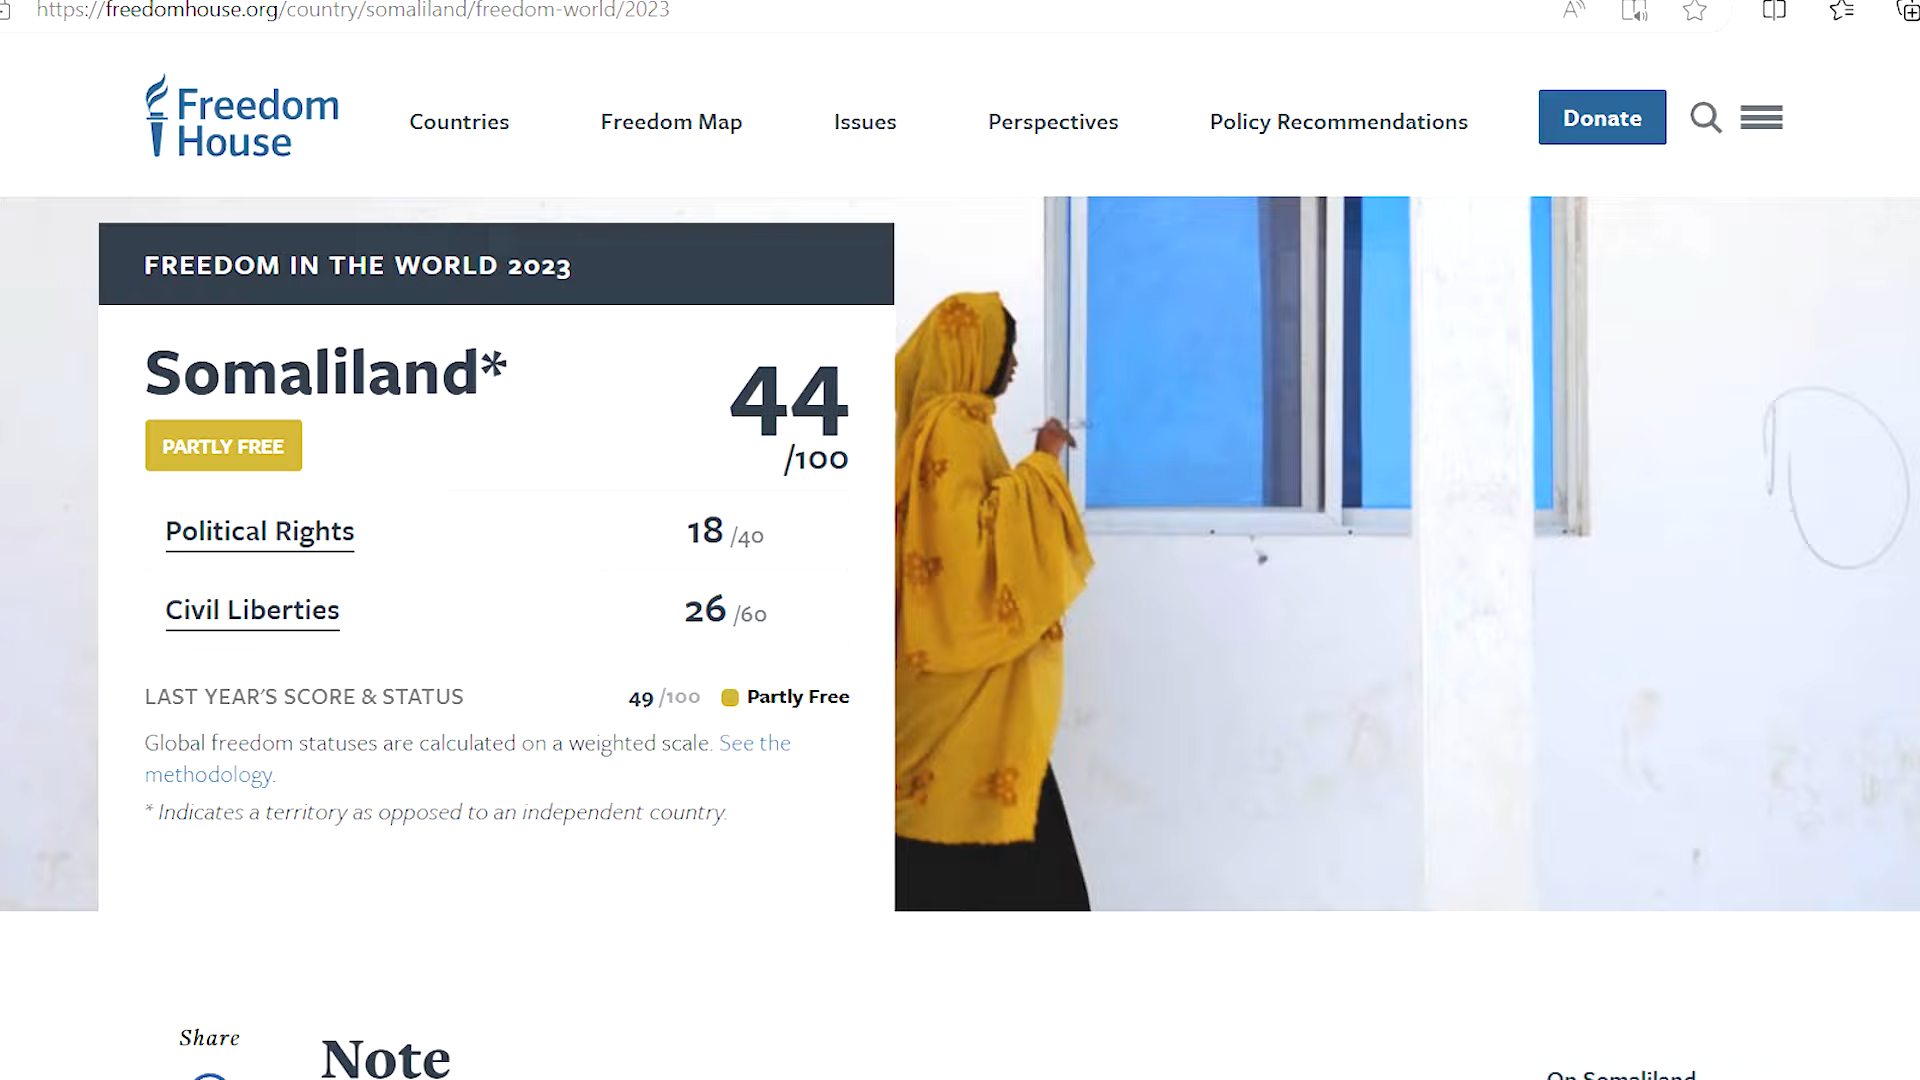 https://freedomhouse.org/country/somaliland/freedom-world/2023
Freedom House
Countries
Freedom Map
Issues
Perspectives
Policy Recommendations
Donate
FREEDOM IN THE WORLD 2023
Somaliland*
44
/100
PARTLY FREE
Political Rights 18 /40
Civil Liberties 26 /60
LAST YEAR'S SCORE & STATUS 49 /100 Partly Free
Global freedom statuses are calculated on a weighted scale. See the
methodology.
* Indicates a territory as opposed to an independent country.
Share
Note
On Somaliland